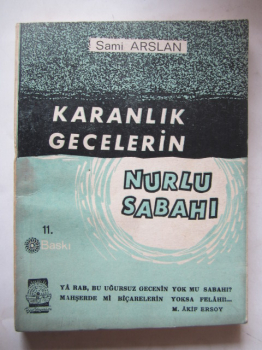 Sami ARSLAN
KARANLIK
GECELERİN
NURLU
SABAHI
11.
Baskı
YÂ RAB, BU UĞURSUZ GECENİN YOK MU SABAHI?
MAHŞERDE Mİ BİÇARELERİN YOKSA FELÂHI...
M. ÂKİF ERSOY